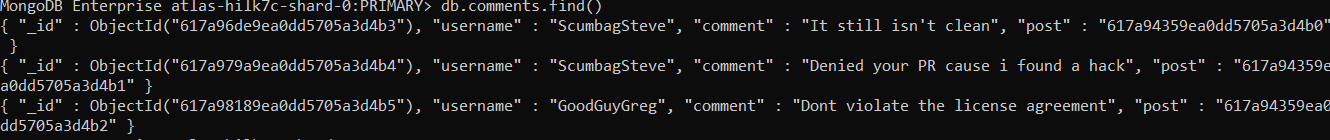 MongoDB Enterprise atlas-hilk7c-shard-0:PRIMARY> db.comments.find()
{ "_id" : ObjectId("617a96de9ea0dd5705a3d4b3"), "username" : "ScumbagSteve", "comment" : "It still isn't clean", "post" : "617a94359ea0dd5705a3d4b0"
 }
{ "_id" : ObjectId("617a979a9ea0dd5705a3d4b4"), "username" : "ScumbagSteve", "comment" : "Denied your PR cause i found a hack", "post" : "617a94359e
a0dd5705a3d4b1" }
{ "_id" : ObjectId("617a98189ea0dd5705a3d4b5"), "username" : "GoodGuyGreg", "comment" : "Dont violate the license agreement", "post" : "617a94359ea0
dd5705a3d4b2" }